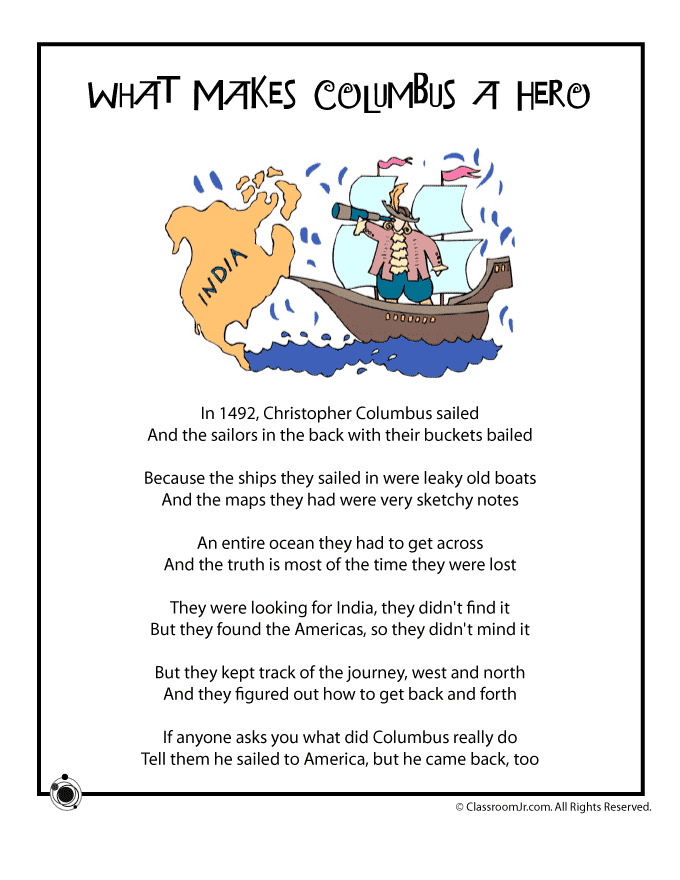 WHAT MAKES COLUMBUS A HERO
INDIA
In 1492, Christopher Columbus sailed
And the sailors in the back with their buckets bailed
Because the ships they sailed in were leaky old boats
And the maps they had were very sketchy notes
An entire ocean they had to get across
And the truth is most of the time they were lost
They were looking for India, they didn't find it
But they found the Americas, so they didn't mind it
But they kept track of the journey, west and north
And they figured out how to get back and forth
If anyone asks you what did Columbus really do
Tell them he sailed to America, but he came back, too
© ClassroomJr.com. All Rights Reserved.